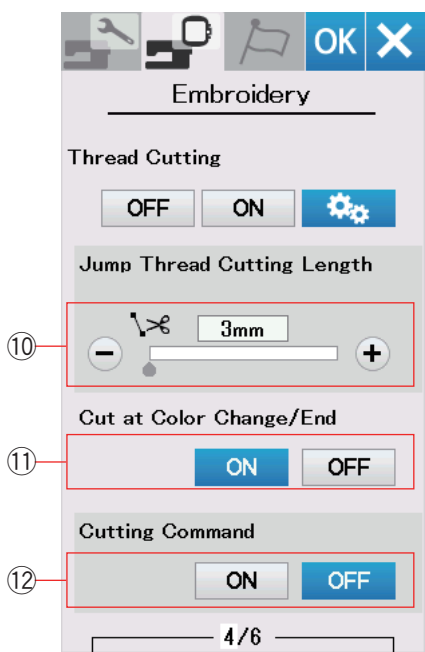 OK
Embroidery
Thread Cutting
OFF ON
Jump Thread Cutting Length
⑩ 3mm
− +
Cut at Color Change/End
⑪ ON OFF
Cutting Command
⑫ ON OFF
4/6